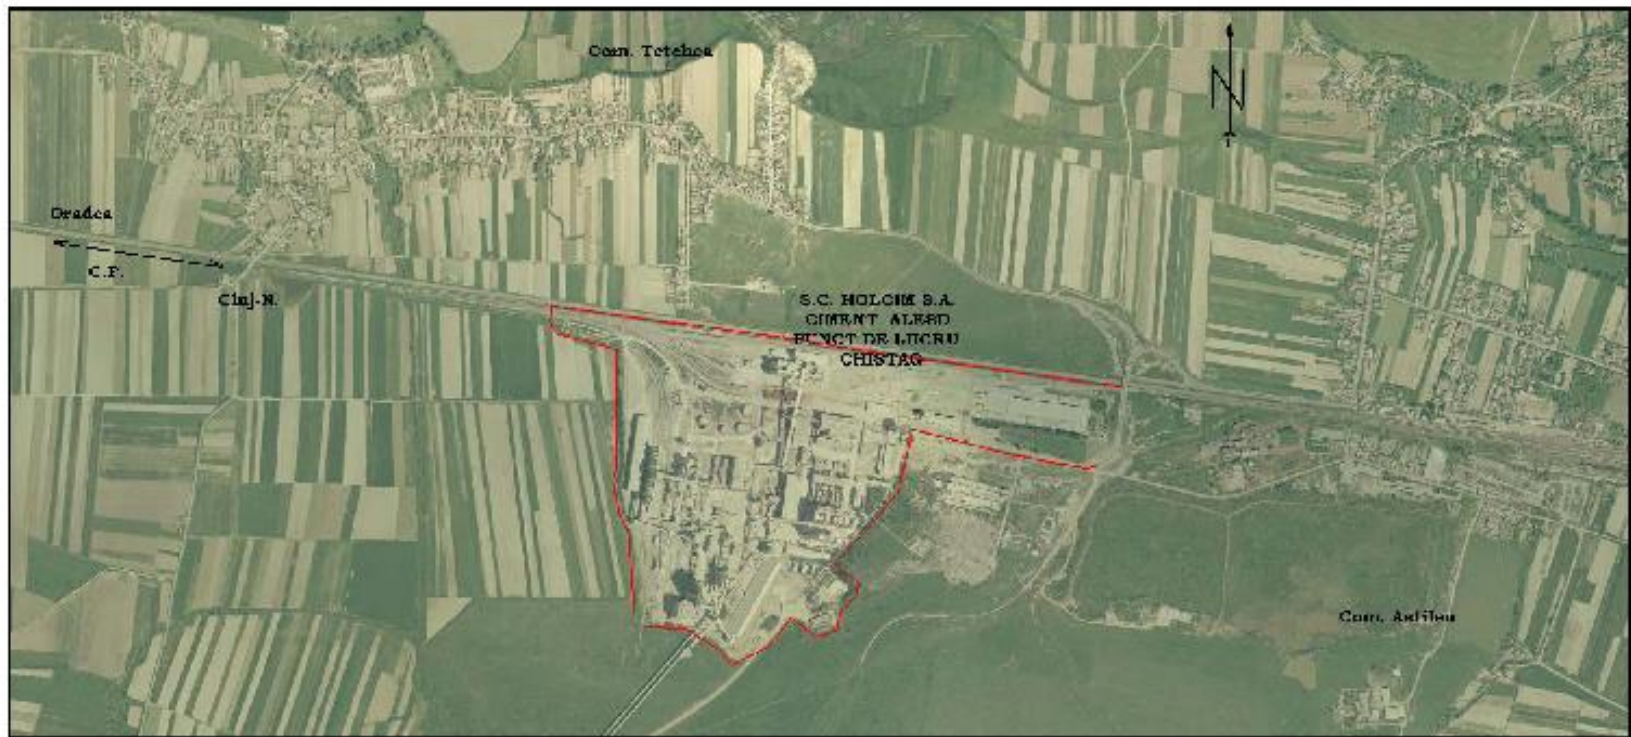 Com. Tetchea
N
Oradea
C.F.
Cluj-N.
S.C. HOLCIM S.A.
CIMENT ALESD
PUNCT DE LUCRU
CHISTAG
Com. Astileu